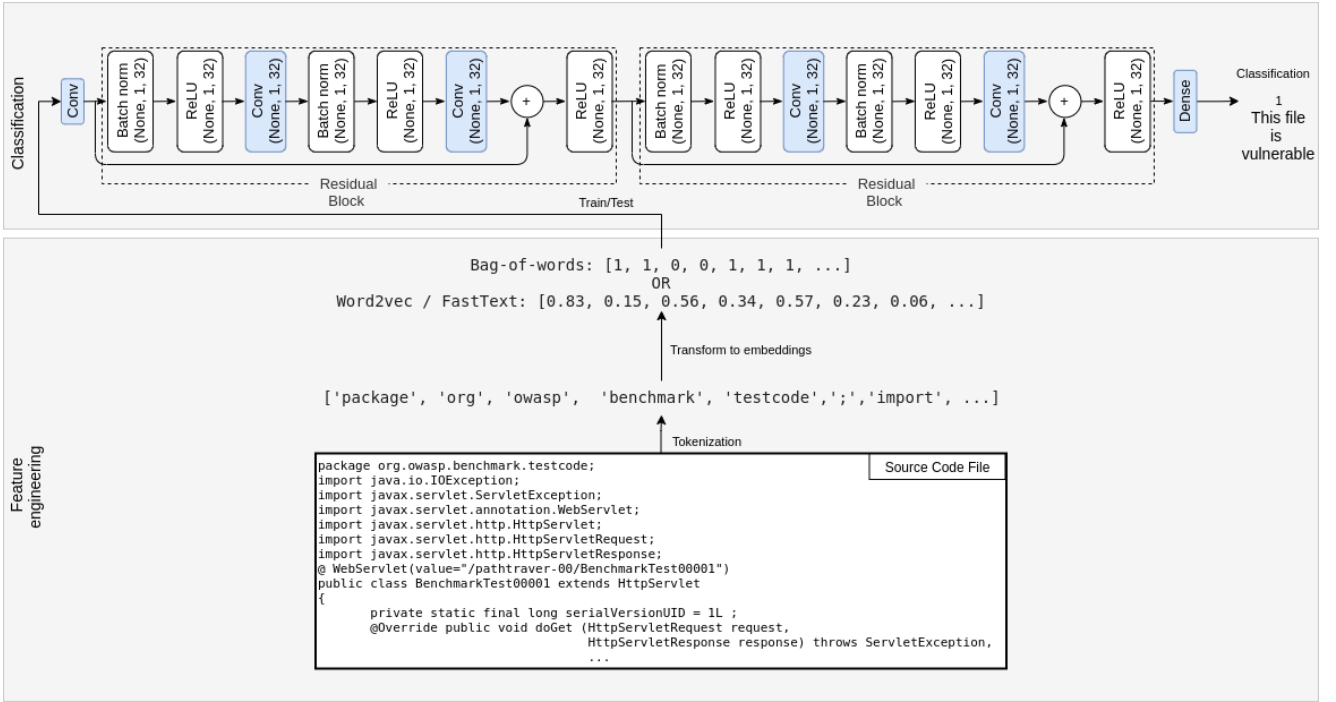 Classification
Conv
Batch norm
(None, 1, 32)
ReLU
(None, 1, 32)
Conv
(None, 1, 32)
Batch norm
(None, 1, 32)
ReLU
(None, 1, 32)
Conv
(None, 1, 32)
+
ReLU
(None, 1, 32)
Residual
Block
Batch norm
(None, 1, 32)
ReLU
(None, 1, 32)
Conv
(None, 1, 32)
Batch norm
(None, 1, 32)
ReLU
(None, 1, 32)
Conv
(None, 1, 32)
+
ReLU
(None, 1, 32)
Residual
Block
Dense
Classification
1
This file
is
vulnerable
Train/Test
Feature
engineering
Bag-of-words: [1, 1, 0, 0, 1, 1, 1, ...]
OR
Word2vec / FastText: [0.83, 0.15, 0.56, 0.34, 0.57, 0.23, 0.06, ...]
Transform to embeddings
['package', 'org', 'owasp', 'benchmark', 'testcode',';','import', ...]
Tokenization
Source Code File
package org.owasp.benchmark.testcode;
import java.io.IOException;
import javax.servlet.ServletException;
import javax.servlet.annotation.WebServlet;
import javax.servlet.http.HttpServlet;
import javax.servlet.http.HttpServletRequest;
import javax.servlet.http.HttpServletResponse;
@ WebServlet(value="/pathtraver-00/BenchmarkTest00001")
public class BenchmarkTest00001 extends HttpServlet
{
private static final long serialVersionUID = 1L ;
@Override public void doGet (HttpServletRequest request,
HttpServletResponse response) throws ServletException,
...